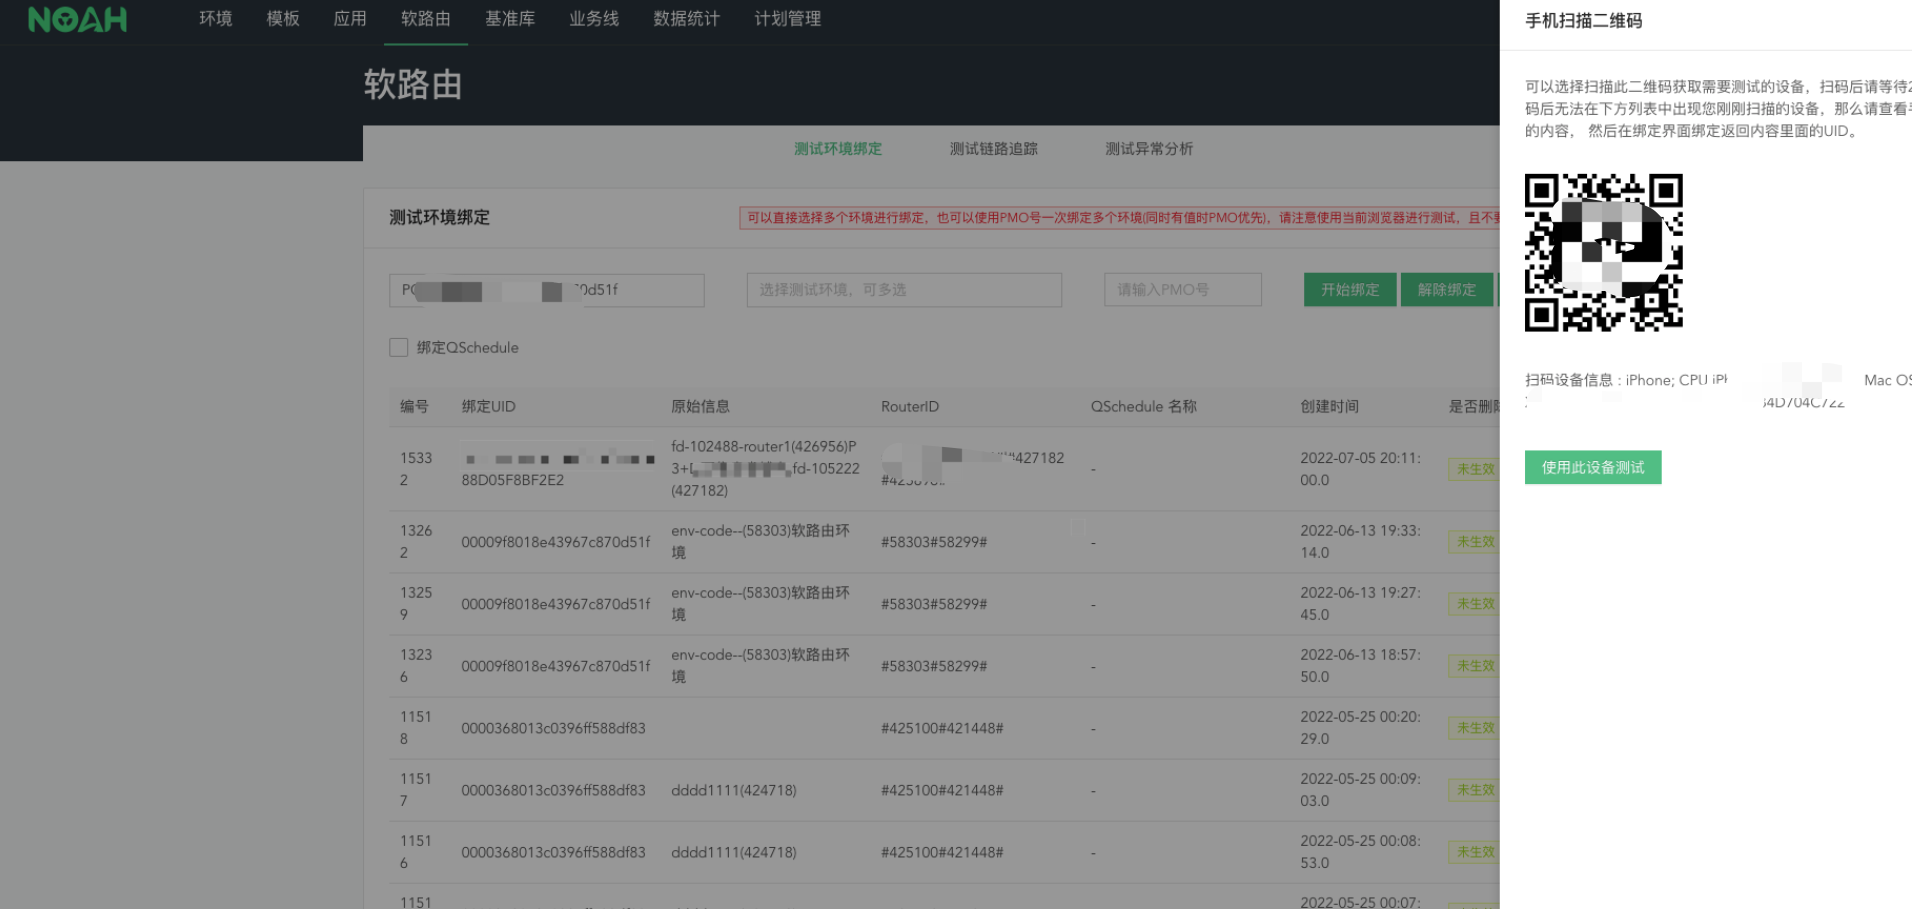 NOAH
环境 模板 应用 软路由 基准库 业务线 数据统计 计划管理
软路由
测试环境绑定 测试链路追踪 测试异常分析
测试环境绑定
可以直接选择多个环境进行绑定，也可以使用PMO号一次绑定多个环境(同时有值时PMO优先)，请注意使用当前浏览器进行测试，且不要
0d51f 选择测试环境，可多选 请输入PMO号 开始绑定 解除绑定
绑定QSchedule
编号 绑定UID 原始信息 RouterID QSchedule 名称 创建时间 是否删除
1533
2
88D05F8BF2E2
fd-102488-router1(426956)P
3+
fd-105222
(427182)
#427182
-
2022-07-05 20:11:
00.0
未生效
1326
2
00009f8018e43967c870d51f
env-code--(58303)软路由环
境
#58303#58299#
-
2022-06-13 19:33:
14.0
未生效
1325
9
00009f8018e43967c870d51f
env-code--(58303)软路由环
境
#58303#58299#
-
2022-06-13 19:27:
45.0
未生效
1323
6
00009f8018e43967c870d51f
env-code--(58303)软路由环
境
#58303#58299#
-
2022-06-13 18:57:
50.0
未生效
1151
8
0000368013c0396ff588df83
#425100#421448#
-
2022-05-25 00:20:
29.0
未生效
1151
7
0000368013c0396ff588df83
dddd1111(424718)
#425100#421448#
-
2022-05-25 00:09:
03.0
未生效
1151
6
0000368013c0396ff588df83
dddd1111(424718)
#425100#421448#
-
2022-05-25 00:08:
53.0
未生效
1151
2022-05-25 00:07:
手机扫描二维码
可以选择扫描此二维码获取需要测试的设备，扫码后请等待2
码后无法在下方列表中出现您刚刚扫描的设备，那么请查看
的内容， 然后在绑定界面绑定返回内容里面的UID。
扫码设备信息 : iPhone; CPU Mac OS
4D704C722
使用此设备测试